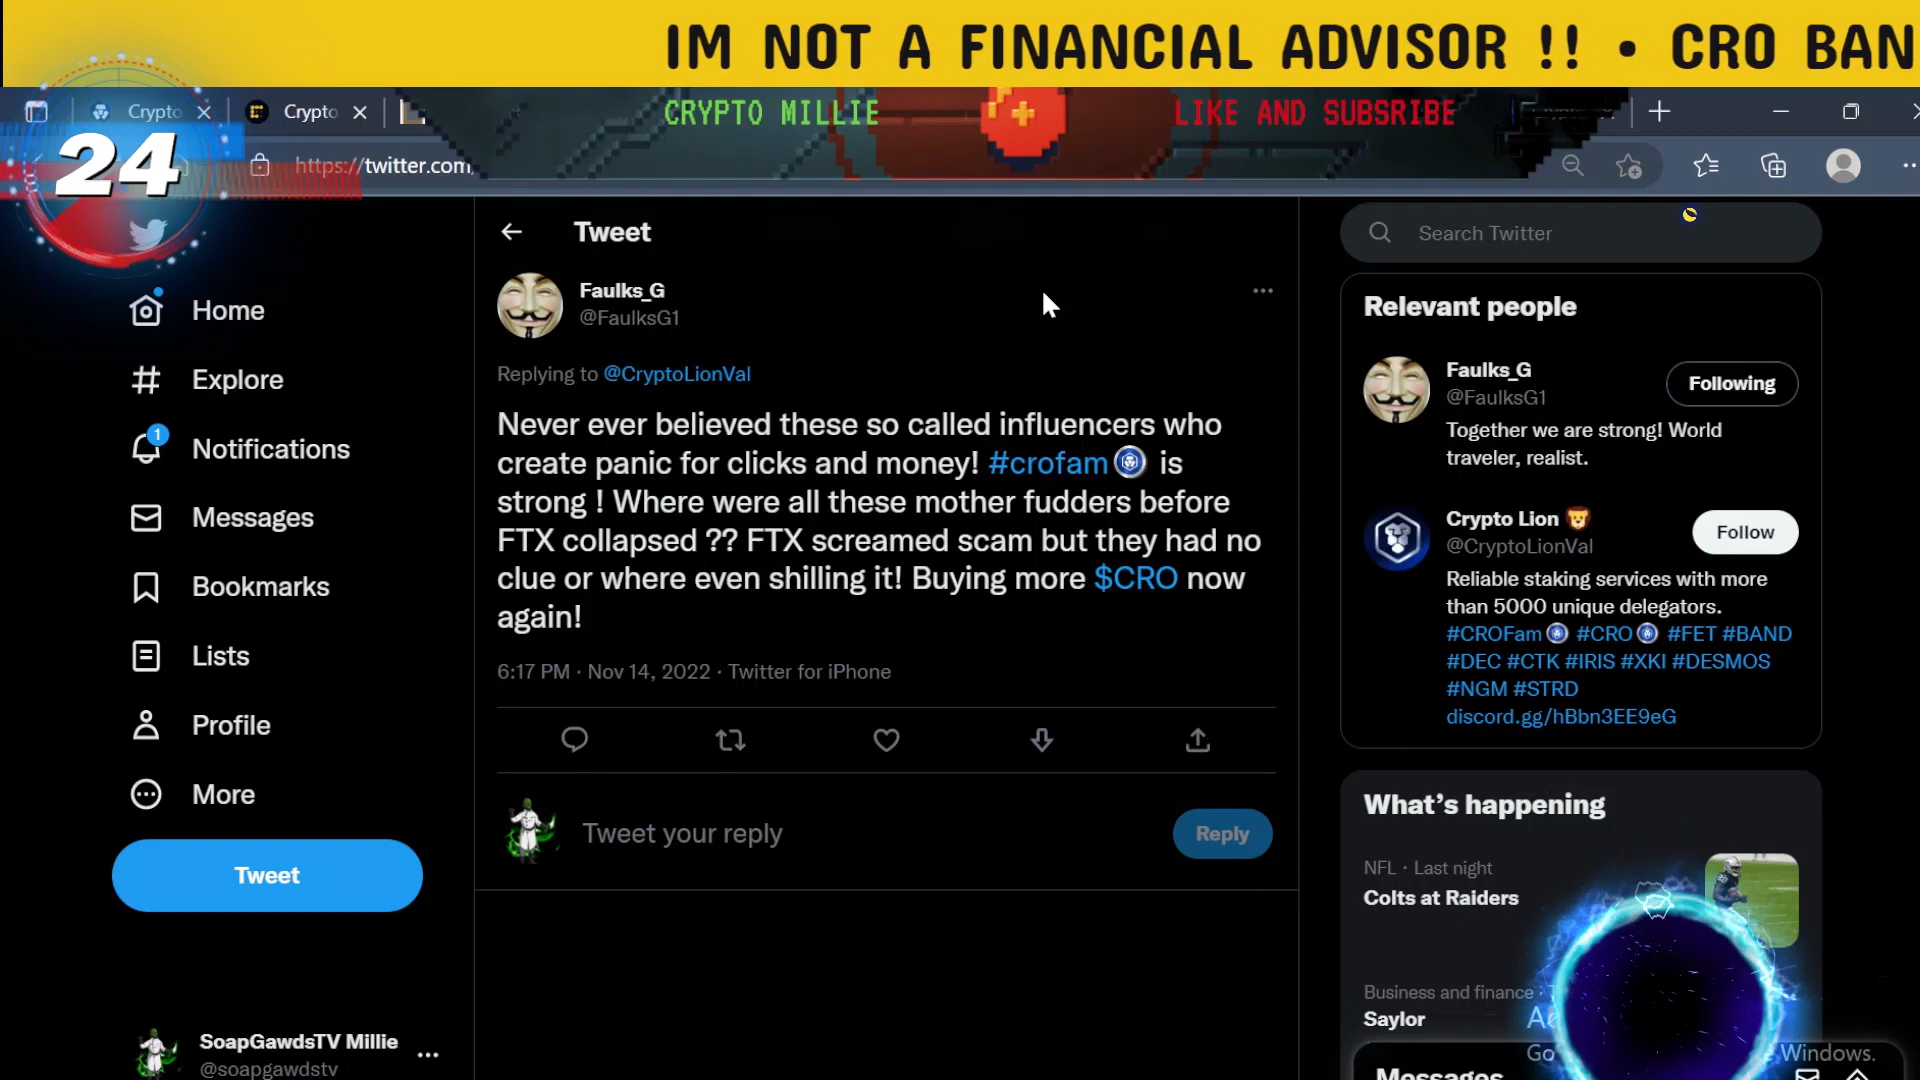 IM NOT A FINANCIAL ADVISOR !! • CRO BAN
Crypto
Crypto
CRYPTO MILLIE
LIKE AND SUBSRIBE
24
https://twitter.com
Tweet
Search Twitter
Faulks_G
@FaulksG1
Replying to @CryptoLionVal
Never ever believed these so called influencers who
create panic for clicks and money! #crofam is
strong ! Where were all these mother fudders before
FTX collapsed ?? FTX screamed scam but they had no
clue or where even shilling it! Buying more $CRO now
again!
6:17 PM · Nov 14, 2022 · Twitter for iPhone
Tweet your reply
Reply
Home
Explore
1
Notifications
Messages
Bookmarks
Lists
Profile
More
Tweet
SoapGawdsTV Millie
@soapgawdstv
Relevant people
Faulks_G
@FaulksG1
Following
Together we are strong! World
traveler, realist.
Crypto Lion
@CryptoLionVal
Follow
Reliable staking services with more
than 5000 unique delegators.
#CROFam #CRO #FET #BAND
#DEC #CTK #IRIS #XKI #DESMOS
#NGM #STRD
discord.gg/hBbn3EE9eG
What's happening
NFL · Last night
Colts at Raiders
Business and finance ·
Saylor
Go
Windows.
Messages